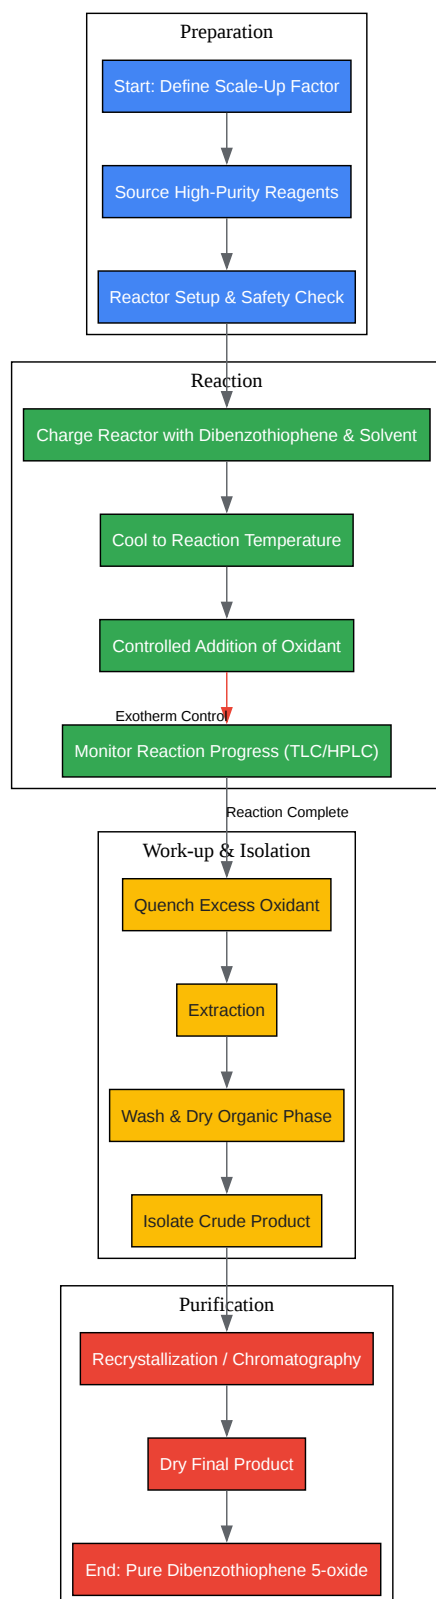 Preparation
Start: Define Scale-Up Factor
Source High-Purity Reagents
Reactor Setup & Safety Check
Reaction
Charge Reactor with Dibenzothiophene & Solvent
Cool to Reaction Temperature
Controlled Addition of Oxidant
Exotherm Control
Monitor Reaction Progress (TLC/HPLC)
Reaction Complete
Work-up & Isolation
Quench Excess Oxidant
Extraction
Wash & Dry Organic Phase
Isolate Crude Product
Purification
Recrystallization / Chromatography
Dry Final Product
End: Pure Dibenzothiophene 5-oxide